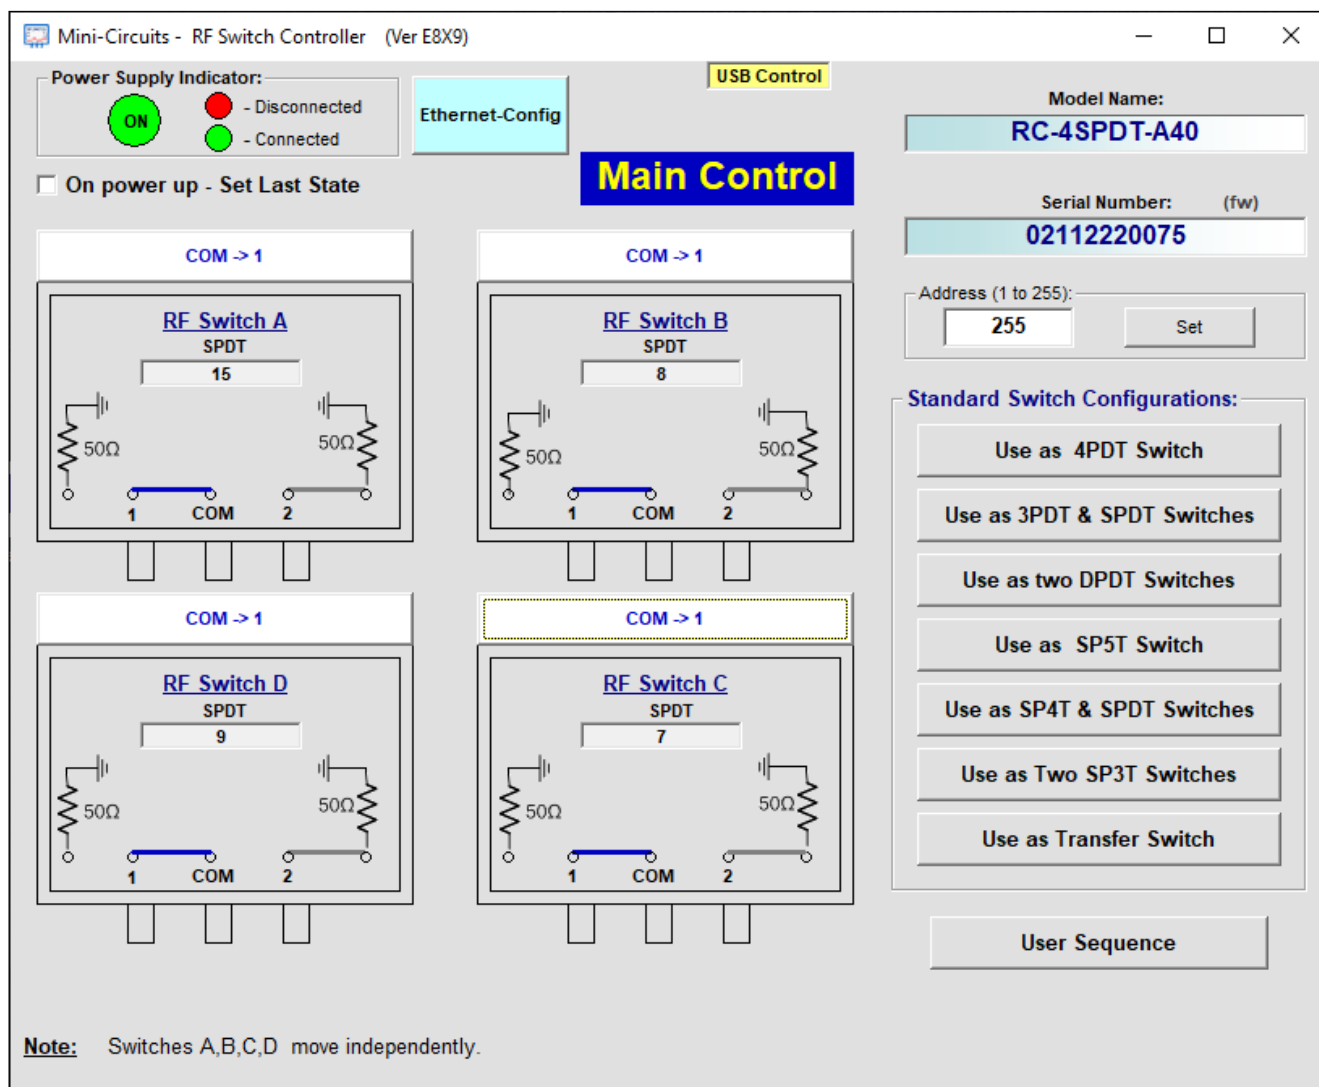 Mini-Circuits - RF Switch Controller (Ver E8X9)
Power Supply Indicator:
ON
- Disconnected
- Connected
Ethernet-Config
USB Control
On power up - Set Last State
Main Control
Model Name:
RC-4SPDT-A40
Serial Number: (fw)
02112220075
Address (1 to 255):
255 Set
COM -> 1
RF Switch A
SPDT
15
50Ω 50Ω
1 COM 2
COM -> 1
RF Switch B
SPDT
8
50Ω 50Ω
1 COM 2
COM -> 1
RF Switch D
SPDT
9
50Ω 50Ω
1 COM 2
COM -> 1
RF Switch C
SPDT
7
50Ω 50Ω
1 COM 2
Standard Switch Configurations:
Use as 4PDT Switch
Use as 3PDT & SPDT Switches
Use as two DPDT Switches
Use as SP5T Switch
Use as SP4T & SPDT Switches
Use as Two SP3T Switches
Use as Transfer Switch
User Sequence
Note: Switches A,B,C,D move independently.